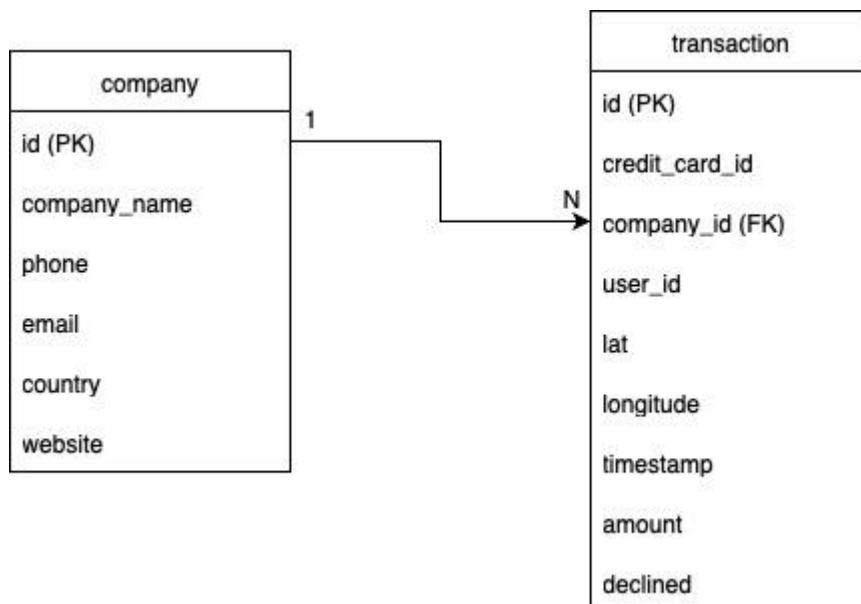 company
id (PK)
company_name
phone
email
country
website
1
N
transaction
id (PK)
credit_card_id
company_id (FK)
user_id
lat
longitude
timestamp
amount
declined